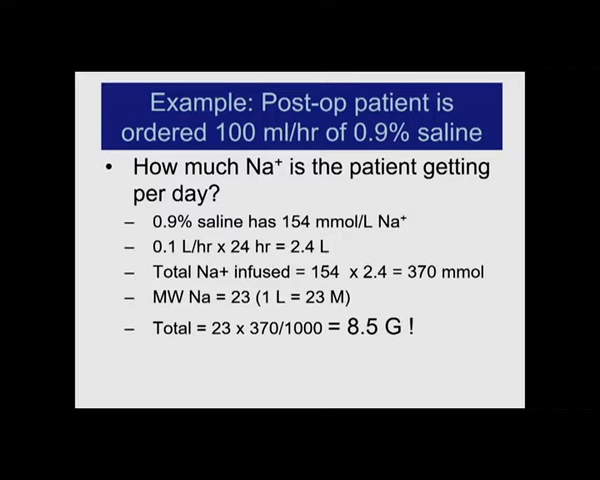 Example: Post-op patient is
ordered 100 ml/hr of 0.9% saline
• How much Na⁺ is the patient getting
per day?
– 0.9% saline has 154 mmol/L Na⁺
– 0.1 L/hr x 24 hr = 2.4 L
– Total Na+ infused = 154 x 2.4 = 370 mmol
– MW Na = 23 (1 L = 23 M)
– Total = 23 x 370/1000 = 8.5 G !